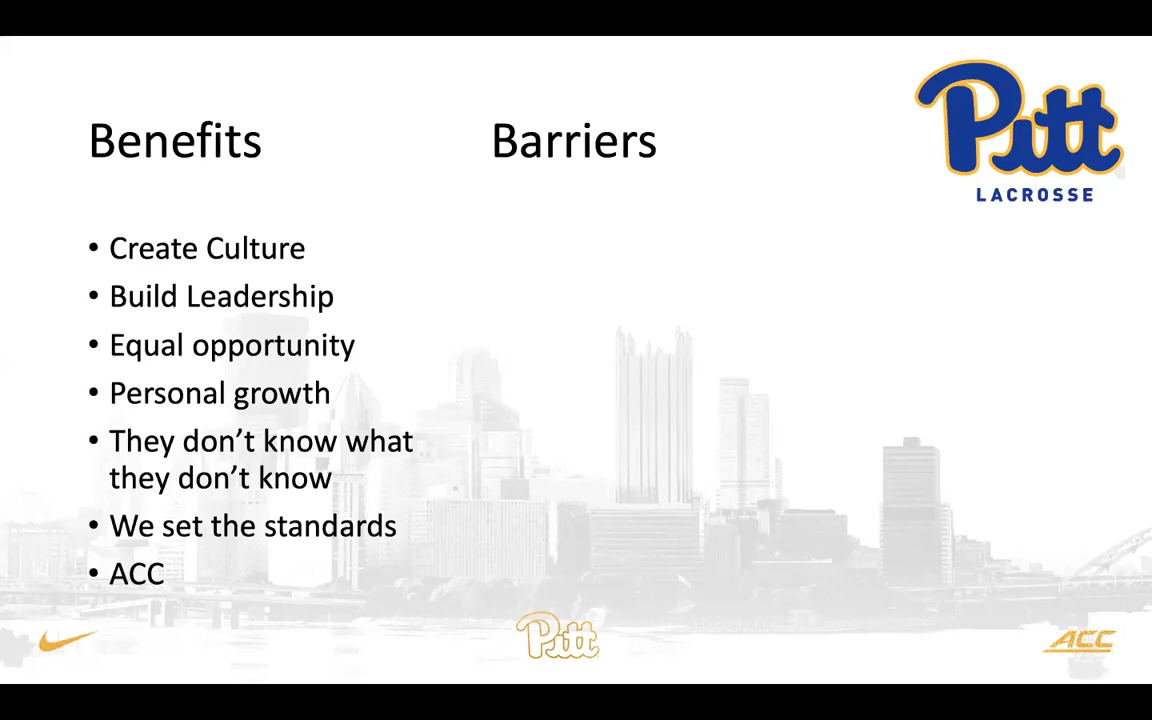 Benefits
Barriers
Pitt
LACROSSE
• Create Culture
• Build Leadership
• Equal opportunity
• Personal growth
• They don’t know what
they don’t know
• We set the standards
• ACC
Pitt
ACC